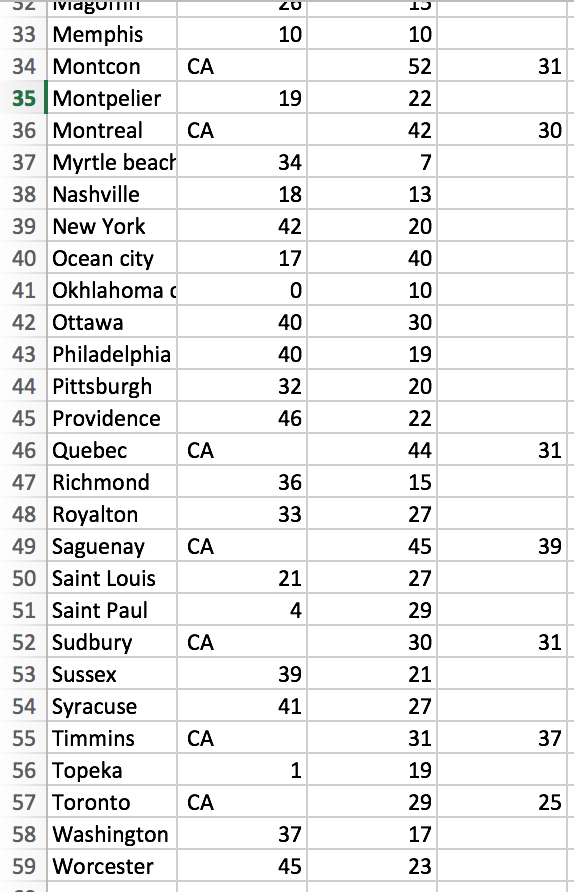 33 Memphis 10 10
34 Montcon CA 52 31
35 Montpelier 19 22
36 Montreal CA 42 30
37 Myrtle beach 34 7
38 Nashville 18 13
39 New York 42 20
40 Ocean city 17 40
41 Okhlahoma c 0 10
42 Ottawa 40 30
43 Philadelphia 40 19
44 Pittsburgh 32 20
45 Providence 46 22
46 Quebec CA 44 31
47 Richmond 36 15
48 Royalton 33 27
49 Saguenay CA 45 39
50 Saint Louis 21 27
51 Saint Paul 4 29
52 Sudbury CA 30 31
53 Sussex 39 21
54 Syracuse 41 27
55 Timmins CA 31 37
56 Topeka 1 19
57 Toronto CA 29 25
58 Washington 37 17
59 Worcester 45 23